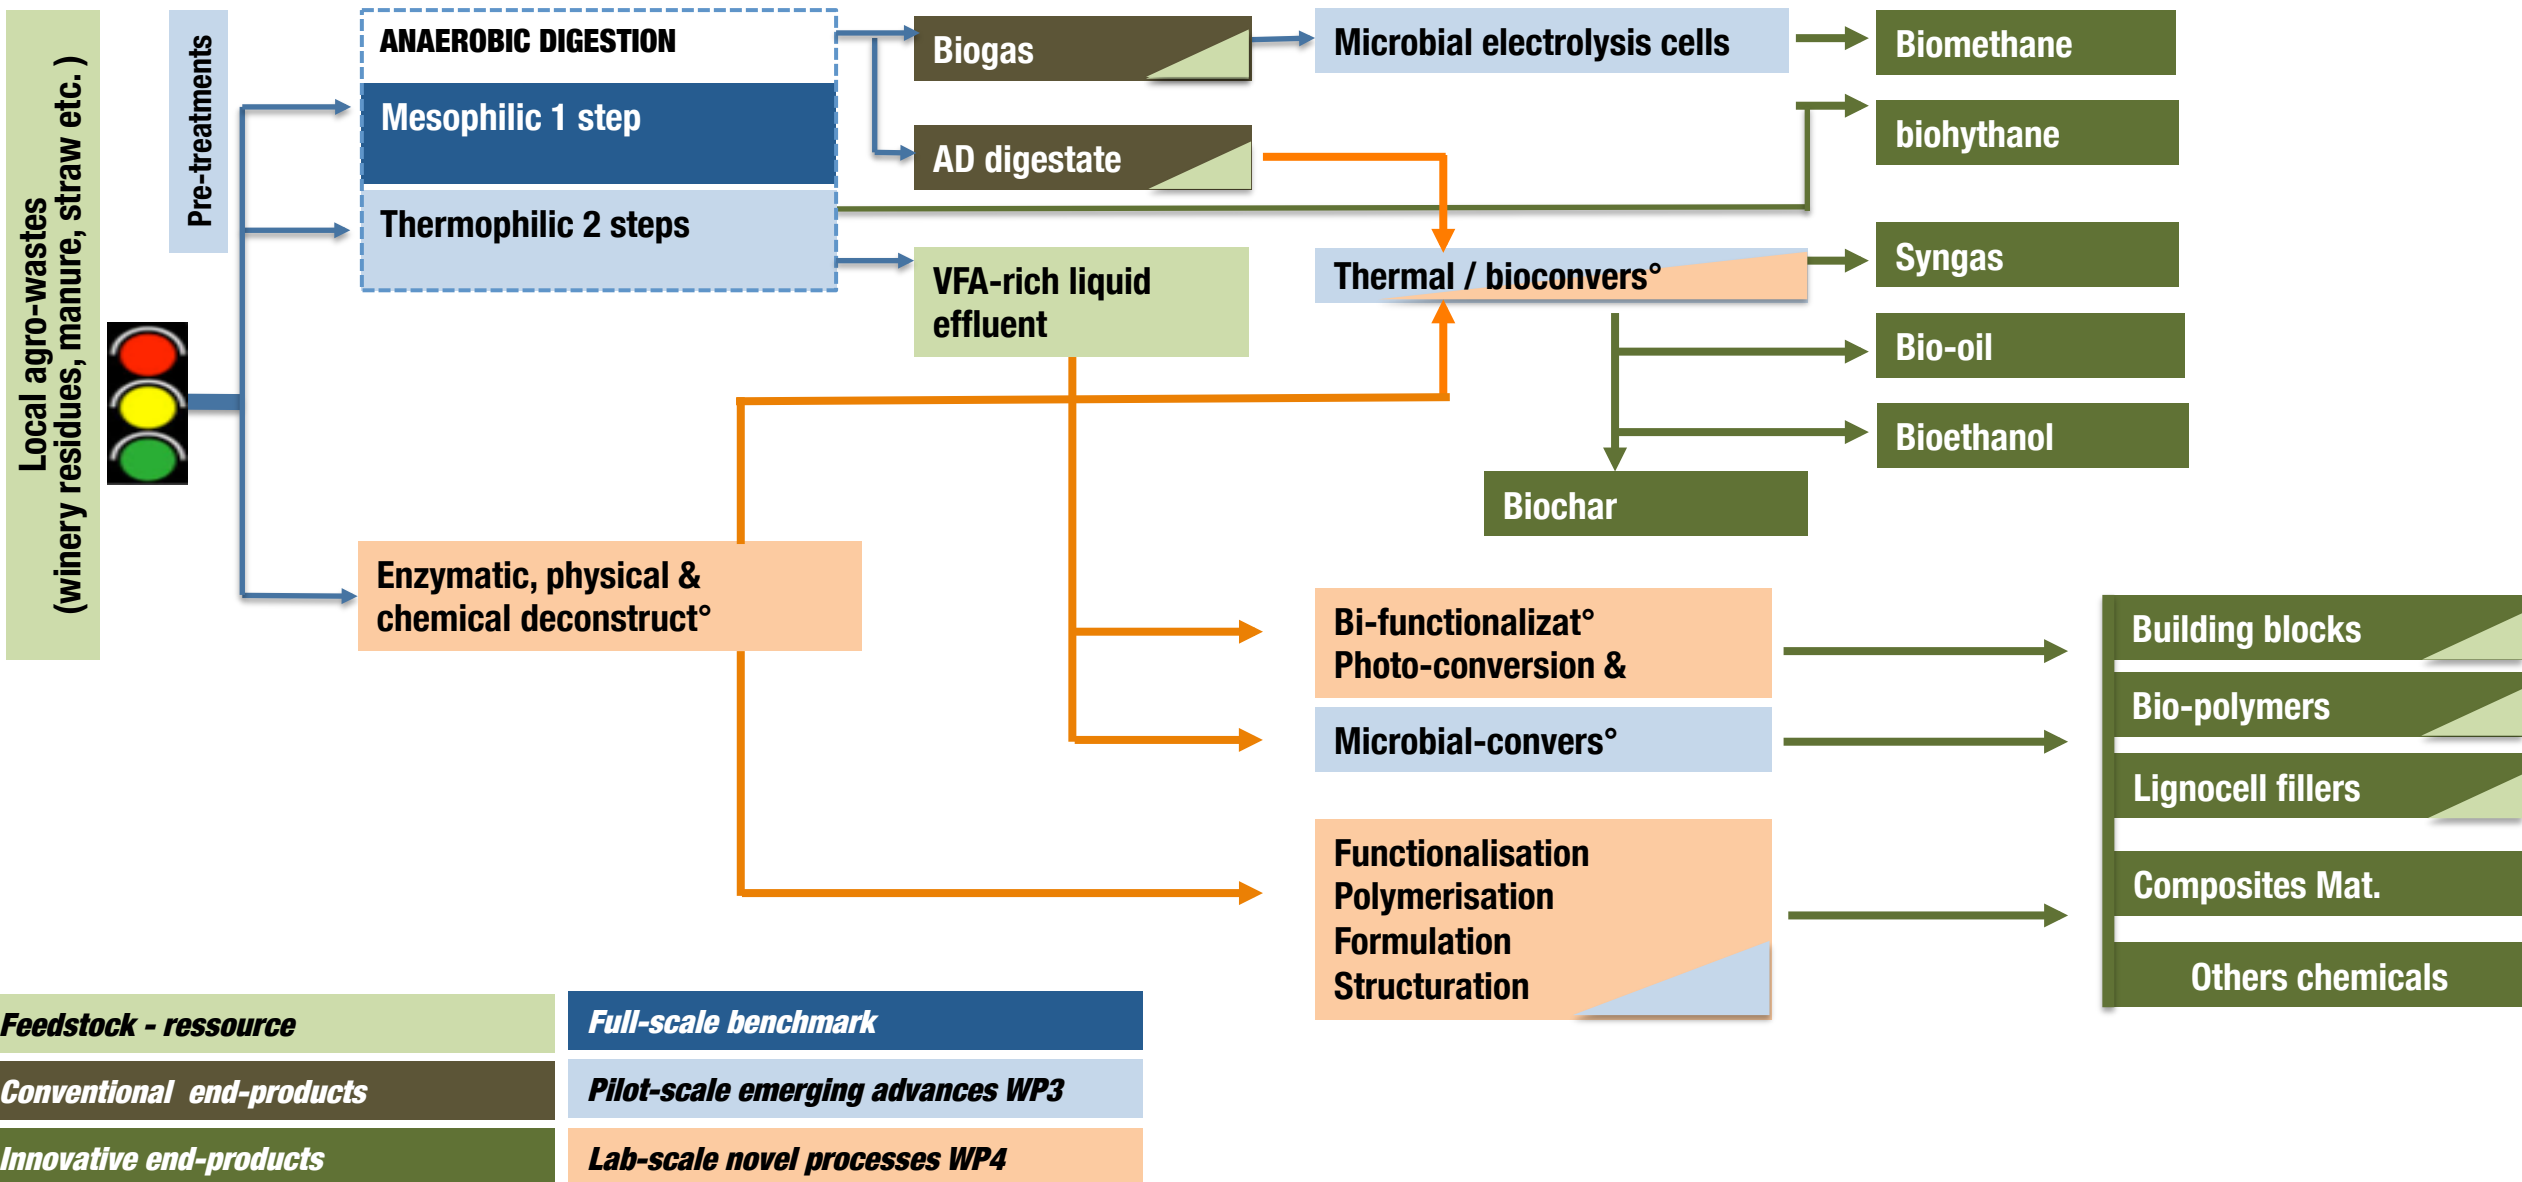 Local agro-wastes
(winery residues, manure, straw etc. )
Pre-treatments
ANAEROBIC DIGESTION
Mesophilic 1 step
Thermophilic 2 steps
Biogas
AD digestate
VFA-rich liquid
effluent
Microbial electrolysis cells
Thermal / bioconvers°
Biomethane
biohythane
Syngas
Bio-oil
Bioethanol
Biochar
Enzymatic, physical &
chemical deconstruct°
Bi-functionalizat°
Photo-conversion &
Microbial-convers°
Functionalisation
Polymerisation
Formulation
Structuration
Building blocks
Bio-polymers
Lignocell fillers
Composites Mat.
Others chemicals
Feedstock - ressource
Conventional end-products
Innovative end-products
Full-scale benchmark
Pilot-scale emerging advances WP3
Lab-scale novel processes WP4